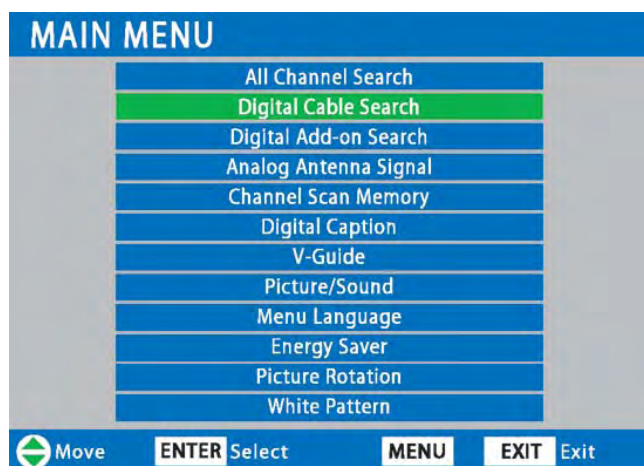 MAIN MENU
All Channel Search
Digital Cable Search
Digital Add-on Search
Analog Antenna Signal
Channel Scan Memory
Digital Caption
V-Guide
Picture/Sound
Menu Language
Energy Saver
Picture Rotation
White Pattern
Move ENTER Select MENU EXIT Exit